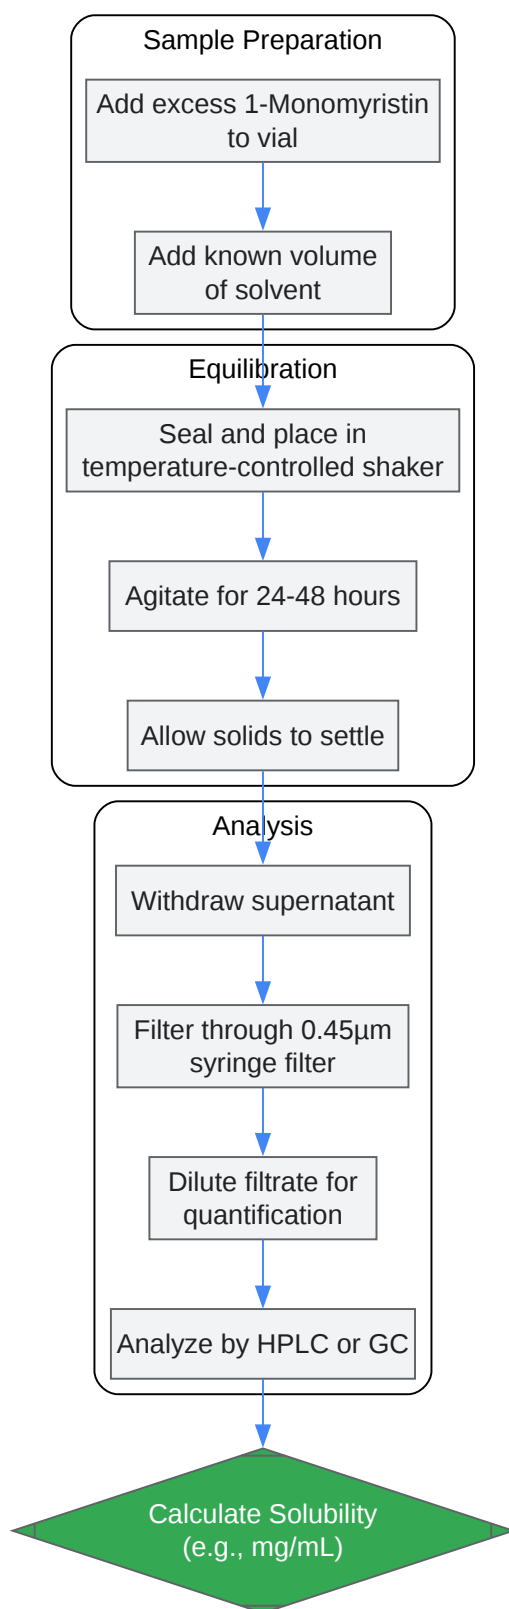 Sample Preparation
Add excess 1-Monomyristin
to vial
Add known volume
of solvent
Equilibration
Seal and place in
temperature-controlled shaker
Agitate for 24-48 hours
Allow solids to settle
Analysis
Withdraw supernatant
Filter through 0.45µm
syringe filter
Dilute filtrate for
quantification
Analyze by HPLC or GC
Calculate Solubility
(e.g., mg/mL)